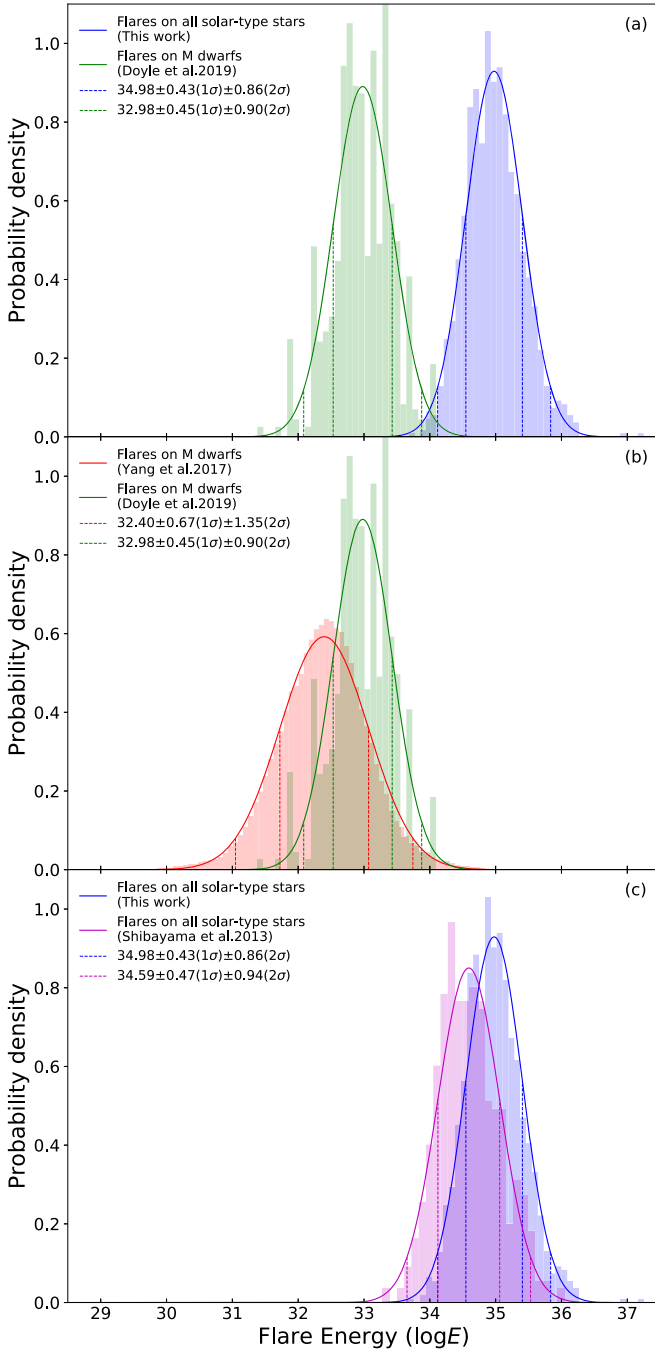 (a)
Flares on all solar-type stars
(This work)
Flares on M dwarfs
(Doyle et al.2019)
34.98±0.43(1σ)±0.86(2σ)
32.98±0.45(1σ)±0.90(2σ)
Probability density
1.0
0.8
0.6
0.4
0.2
0.0
(b)
Flares on M dwarfs
(Yang et al.2017)
Flares on M dwarfs
(Doyle et al.2019)
32.40±0.67(1σ)±1.35(2σ)
32.98±0.45(1σ)±0.90(2σ)
Probability density
1.0
0.8
0.6
0.4
0.2
0.0
(c)
Flares on all solar-type stars
(This work)
Flares on all solar-type stars
(Shibayama et al.2013)
34.98±0.43(1σ)±0.86(2σ)
34.59±0.47(1σ)±0.94(2σ)
Probability density
1.0
0.8
0.6
0.4
0.2
0.0
29 30 31 32 33 34 35 36 37
Flare Energy (logE)